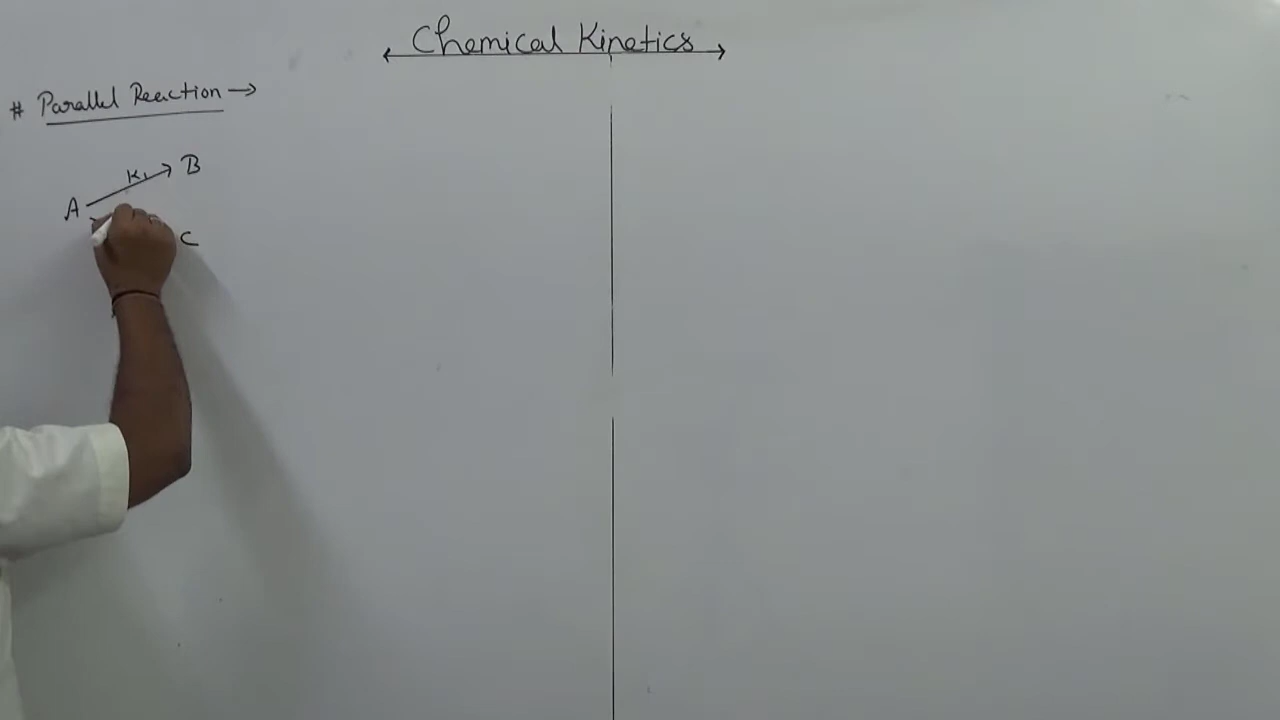 Chemical Kinetics
# Parallel Reaction →
K₁ B
A
C